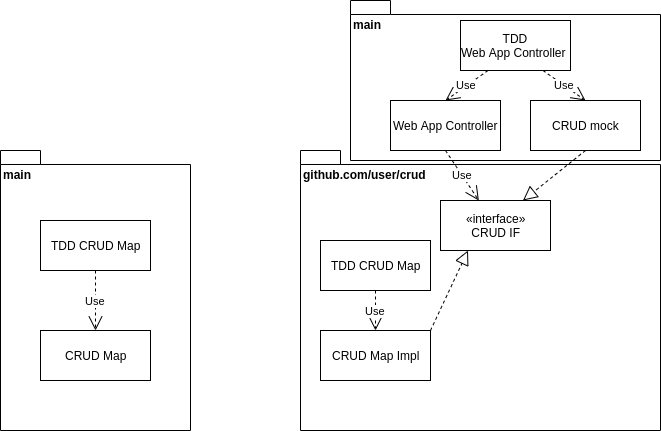 main
TDD
Web App Controller
Use
Use
Web App Controller
CRUD mock
main
TDD CRUD Map
Use
CRUD Map
github.com/user/crud
Use
«interface»
CRUD IF
TDD CRUD Map
Use
CRUD Map Impl